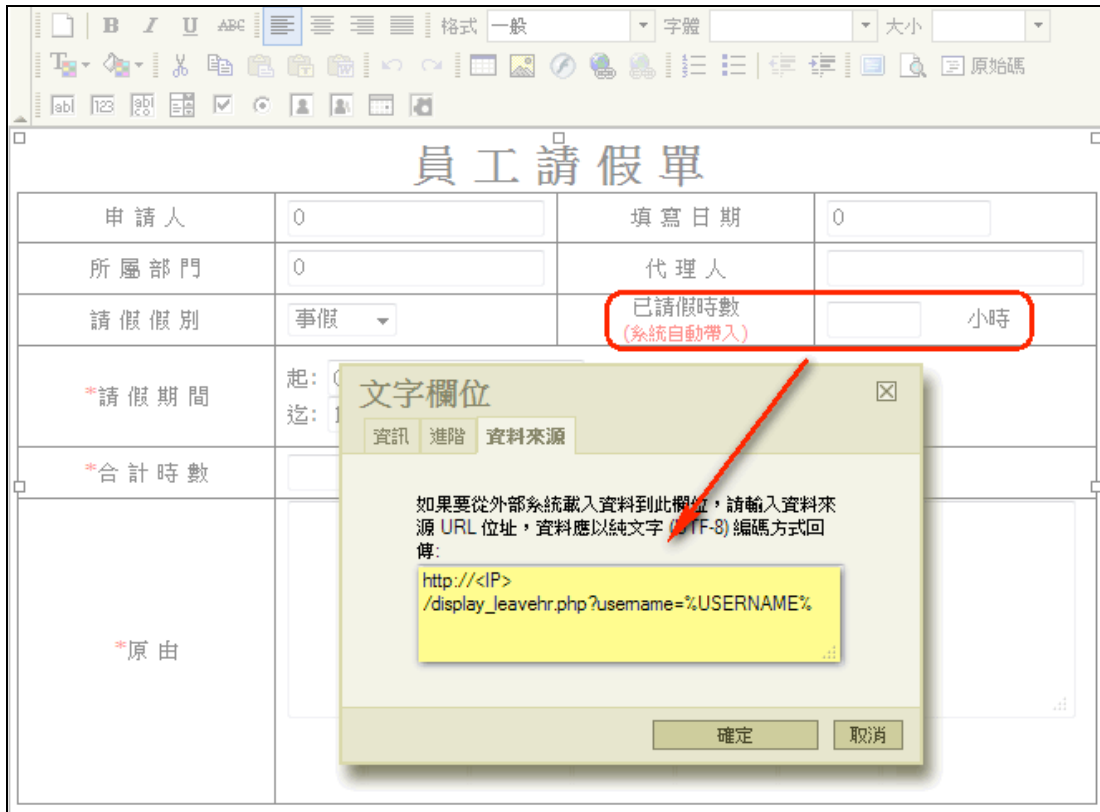 B I U ABC 格式 一般 字體 大小
原始碼
員工請假單
申請人 0 填寫日期 0
所屬部門 0 代理人
請假假別 事假 已請假時數 小時
(系統自動帶入)
*請假期間 起:
迄: 1
*合計時數
*原由
文字欄位
資訊 進階 資料來源
如果要從外部系統載入資料到此欄位，請輸入資料來
源 URL 位址，資料應以純文字 (UTF-8) 編碼方式回
傳:
http://<IP>
/display_leavehr.php?username=%USERNAME%
確定 取消